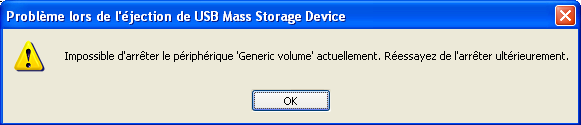 Problème lors de l'éjection de USB Mass Storage Device
Impossible d'arrêter le périphérique 'Generic volume' actuellement. Réessayez de l'arrêter ultérieurement.
OK